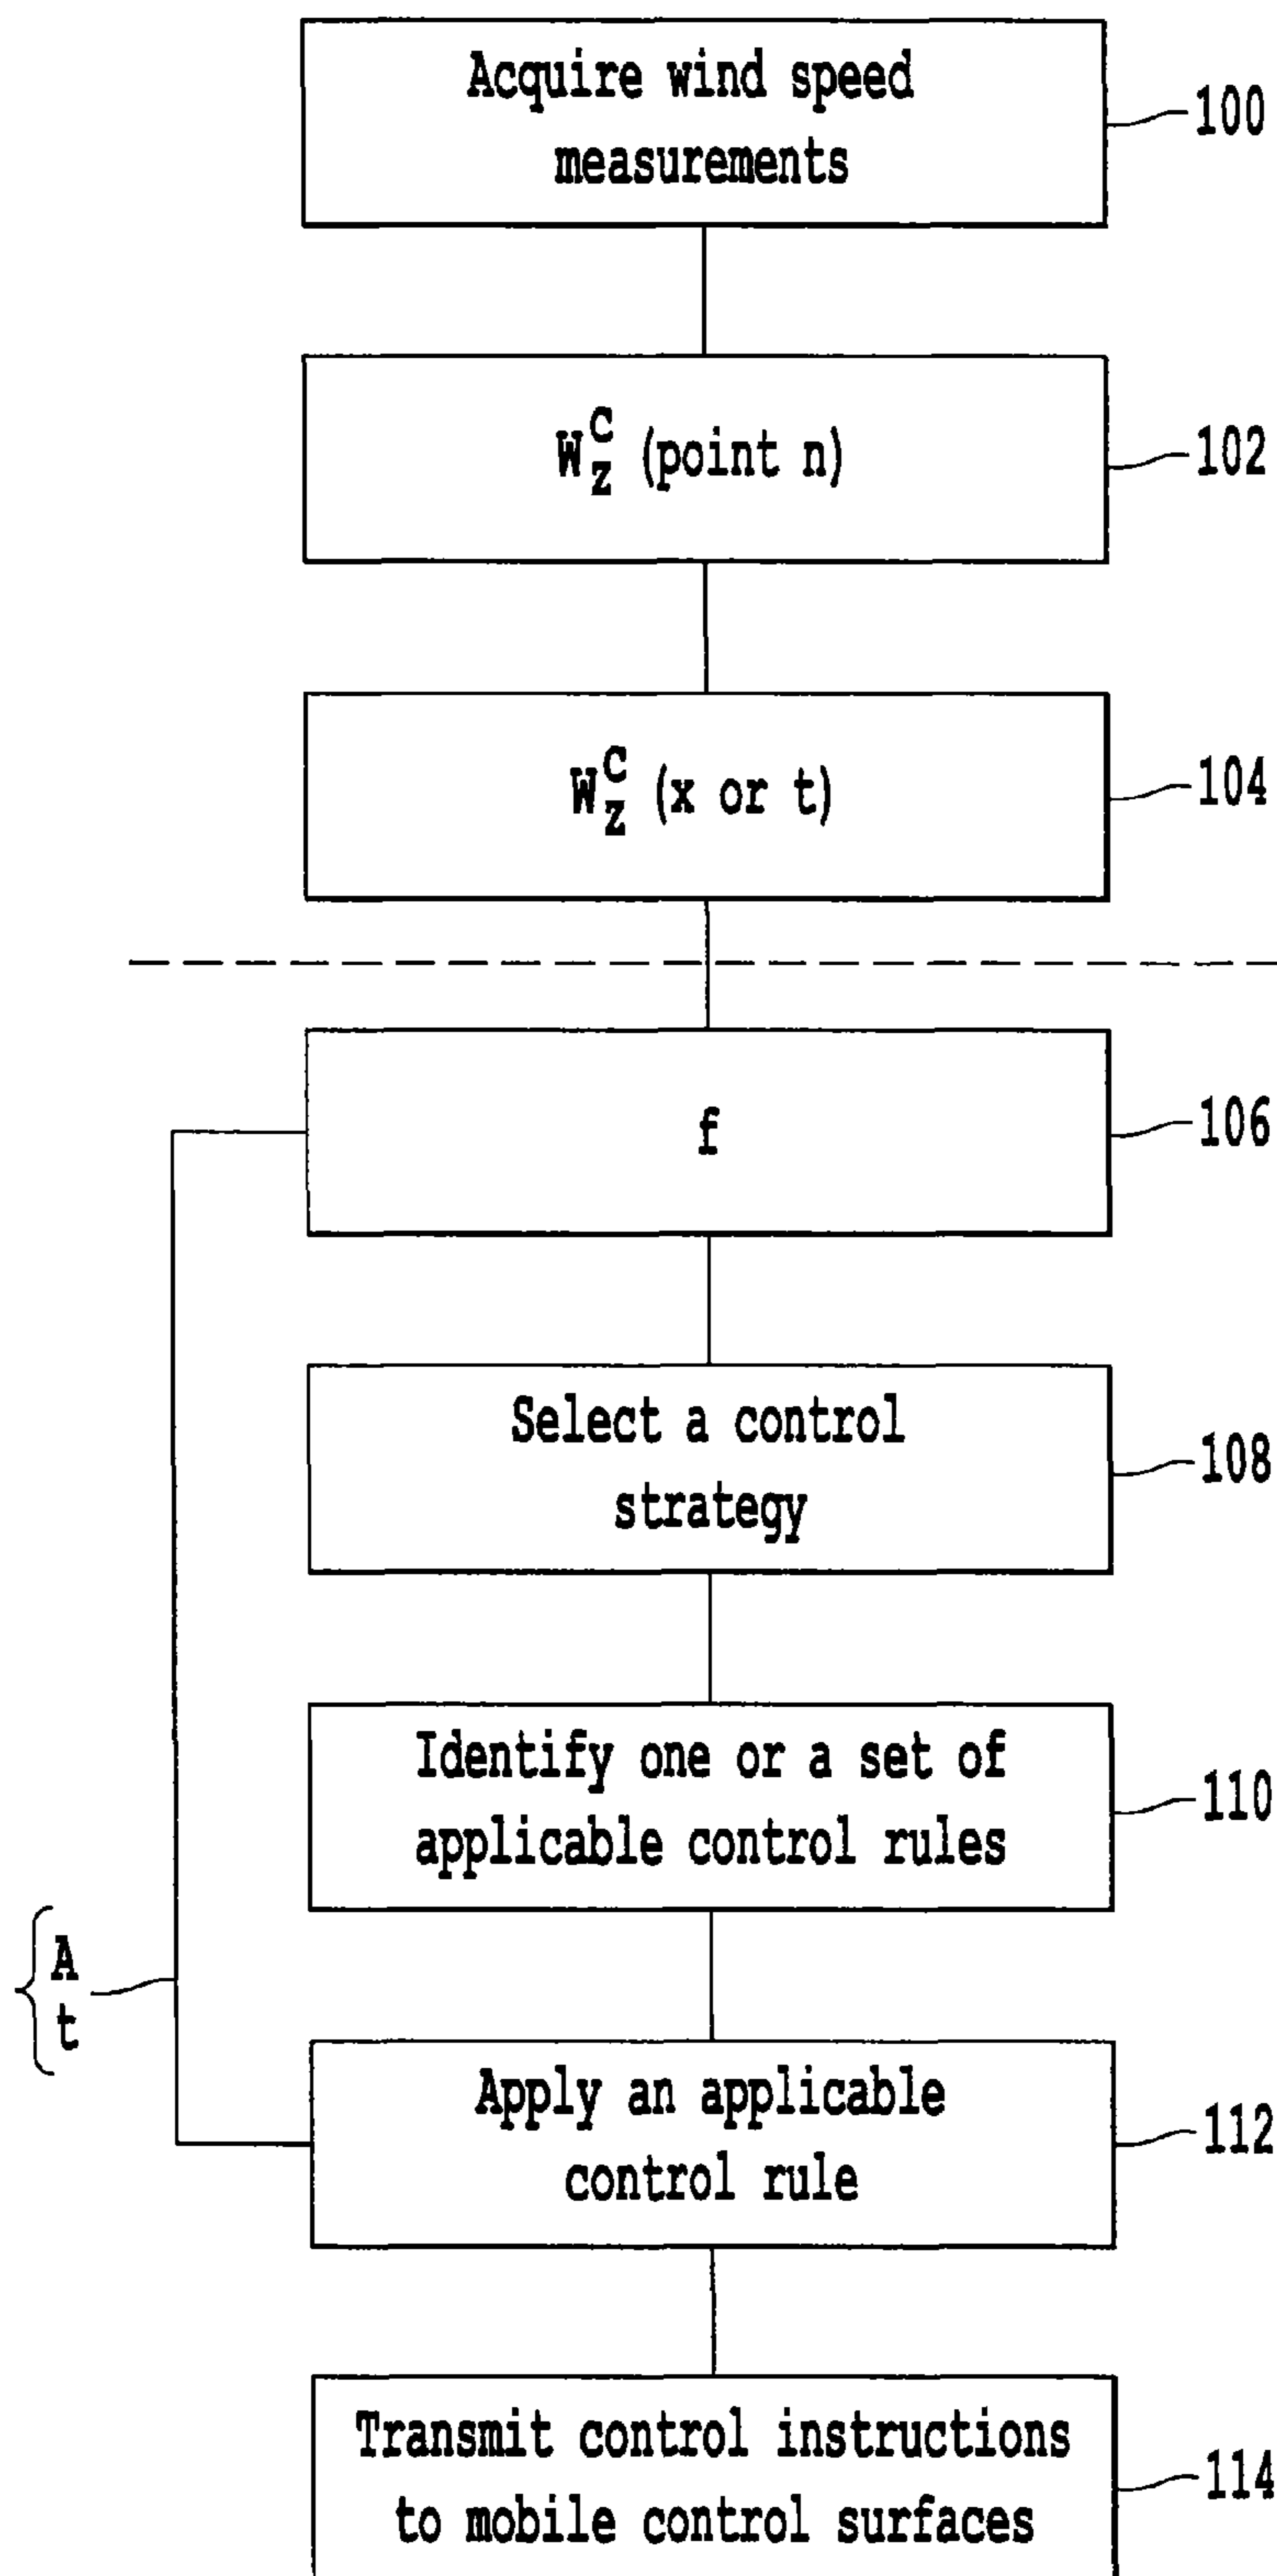 Acquire wind speed
measurements
100
W_Z^C (point n)
102
W_Z^C (x or t)
104
f
106
Select a control
strategy
108
Identify one or a set of
applicable control rules
110
A
t
Apply an applicable
control rule
112
Transmit control instructions
to mobile control surfaces
114